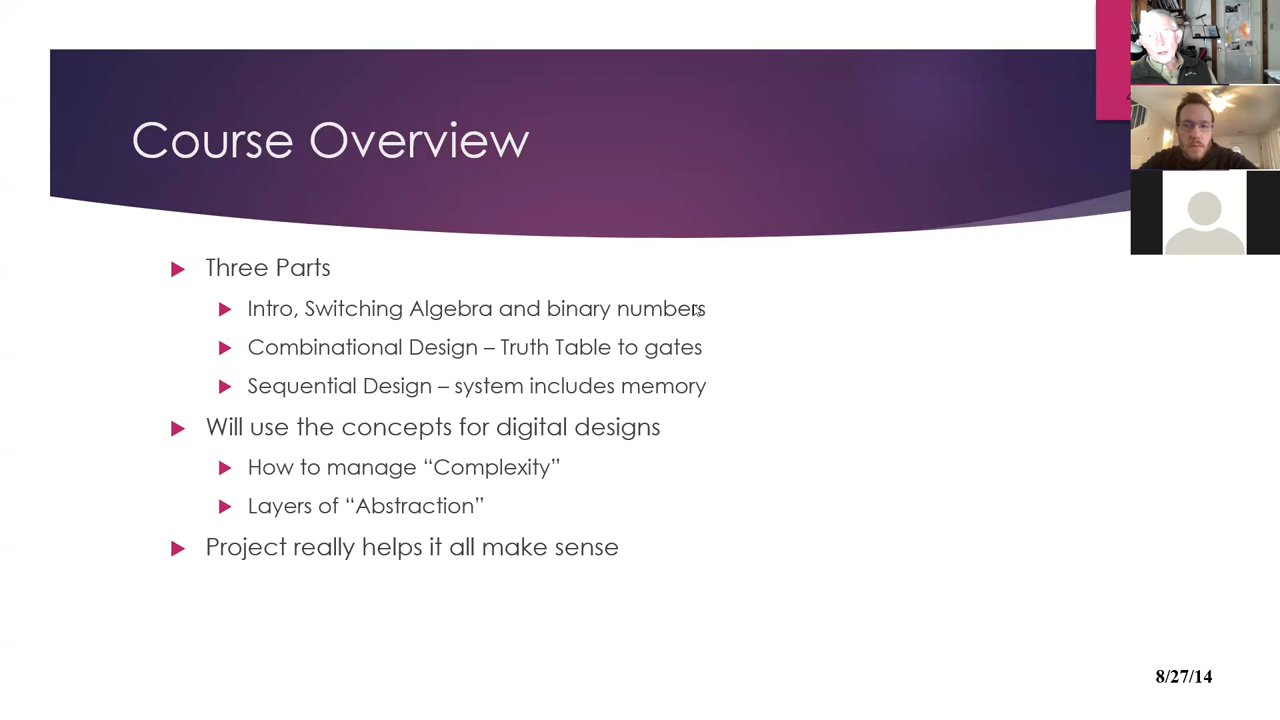 Course Overview
Three Parts
Intro, Switching Algebra and binary numbers
Combinational Design – Truth Table to gates
Sequential Design – system includes memory
Will use the concepts for digital designs
How to manage “Complexity”
Layers of “Abstraction”
Project really helps it all make sense
8/27/14